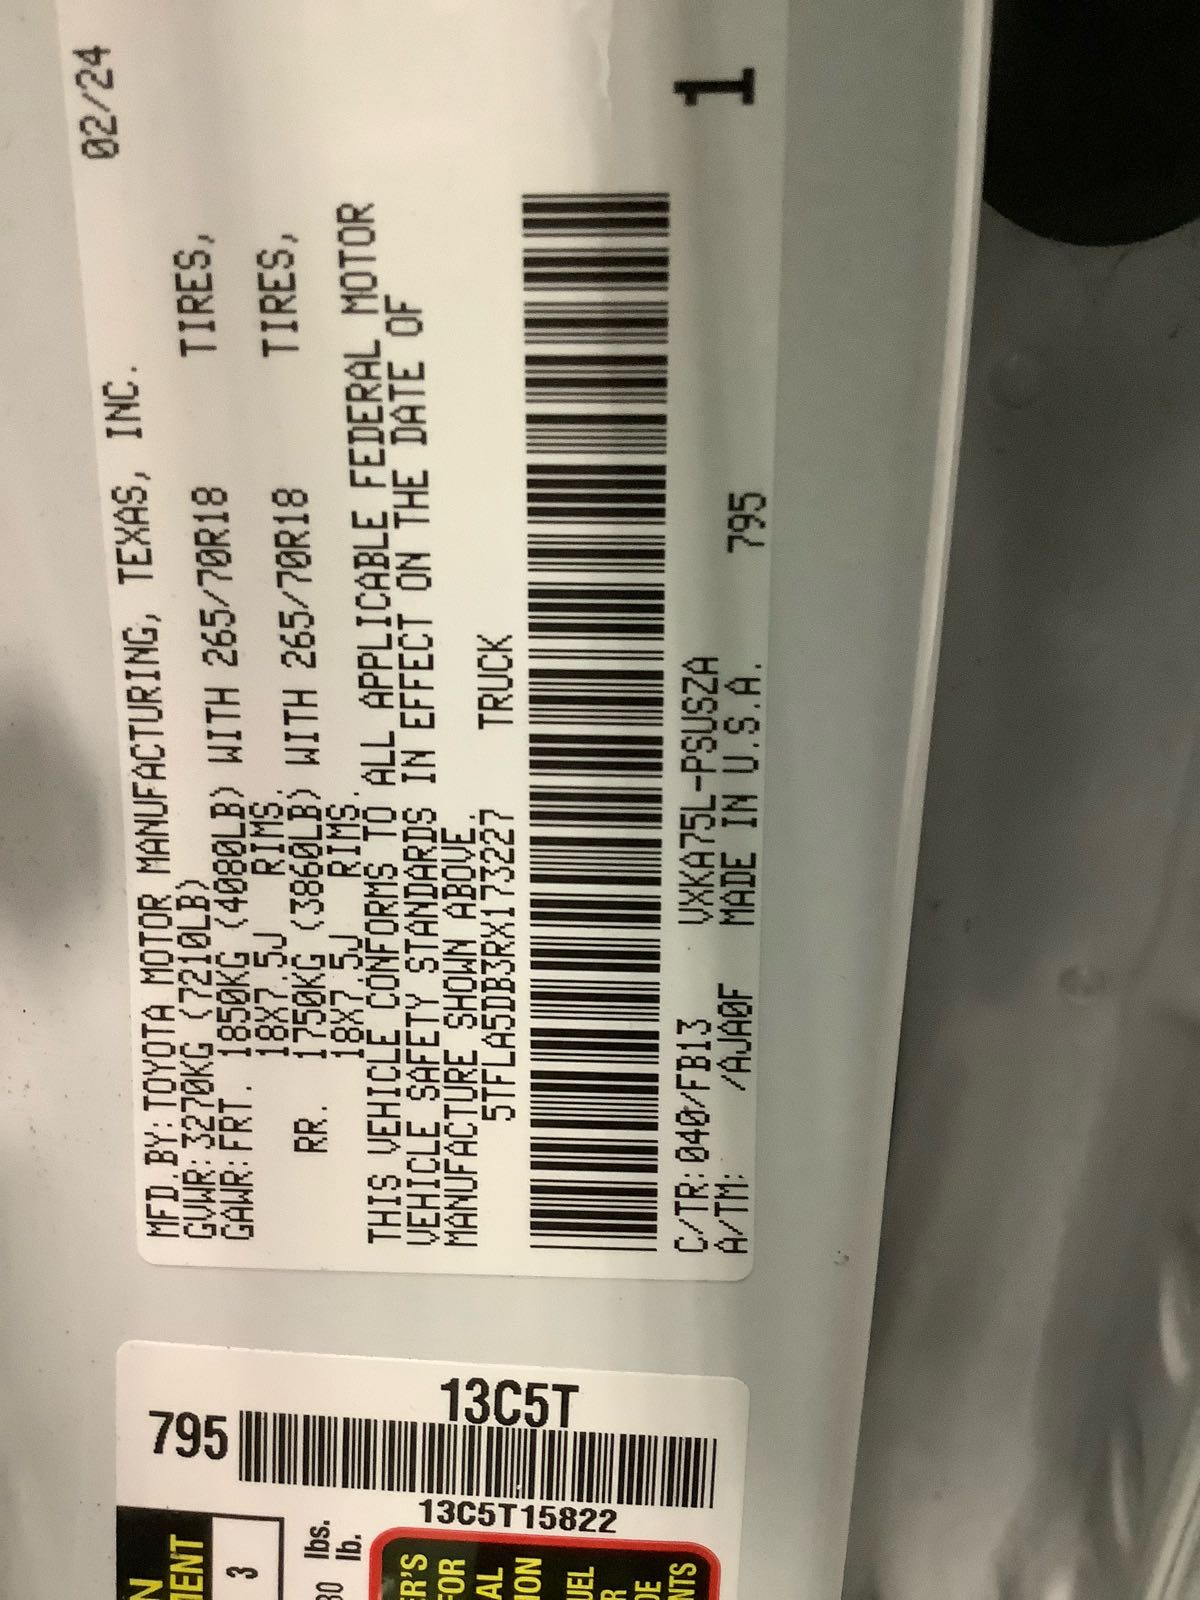 MFD.BY:TOYOTA MOTOR MANUFACTURING, TEXAS, INC. 02/24
GVWR:3270KG (7210LB)
GAWR:FRT. 1850KG (4080LB) WITH 265/70R18 TIRES,
18X7.5J RIMS.
RR. 1750KG (3860LB) WITH 265/70R18 TIRES,
18X7.5J RIMS.
THIS VEHICLE CONFORMS TO ALL APPLICABLE FEDERAL MOTOR
VEHICLE SAFETY STANDARDS IN EFFECT ON THE DATE OF
MANUFACTURE SHOWN ABOVE.
5TFLA5DB3RX173227 TRUCK
C/TR:040/FB13 VXKA75L-PSUSZA 1
A/TM: /AJA0F MADE IN U.S.A. 795
795
13C5T
13C5T15822
3
lbs.
lb.